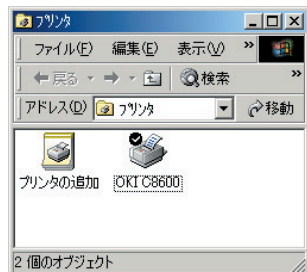 プリンタ
ファイル(F) 編集(E) 表示(V) »
戻る 検索 »
アドレス(D) プリンタ 移動
プリンタの追加 OKI C8600
2 個のオブジェクト